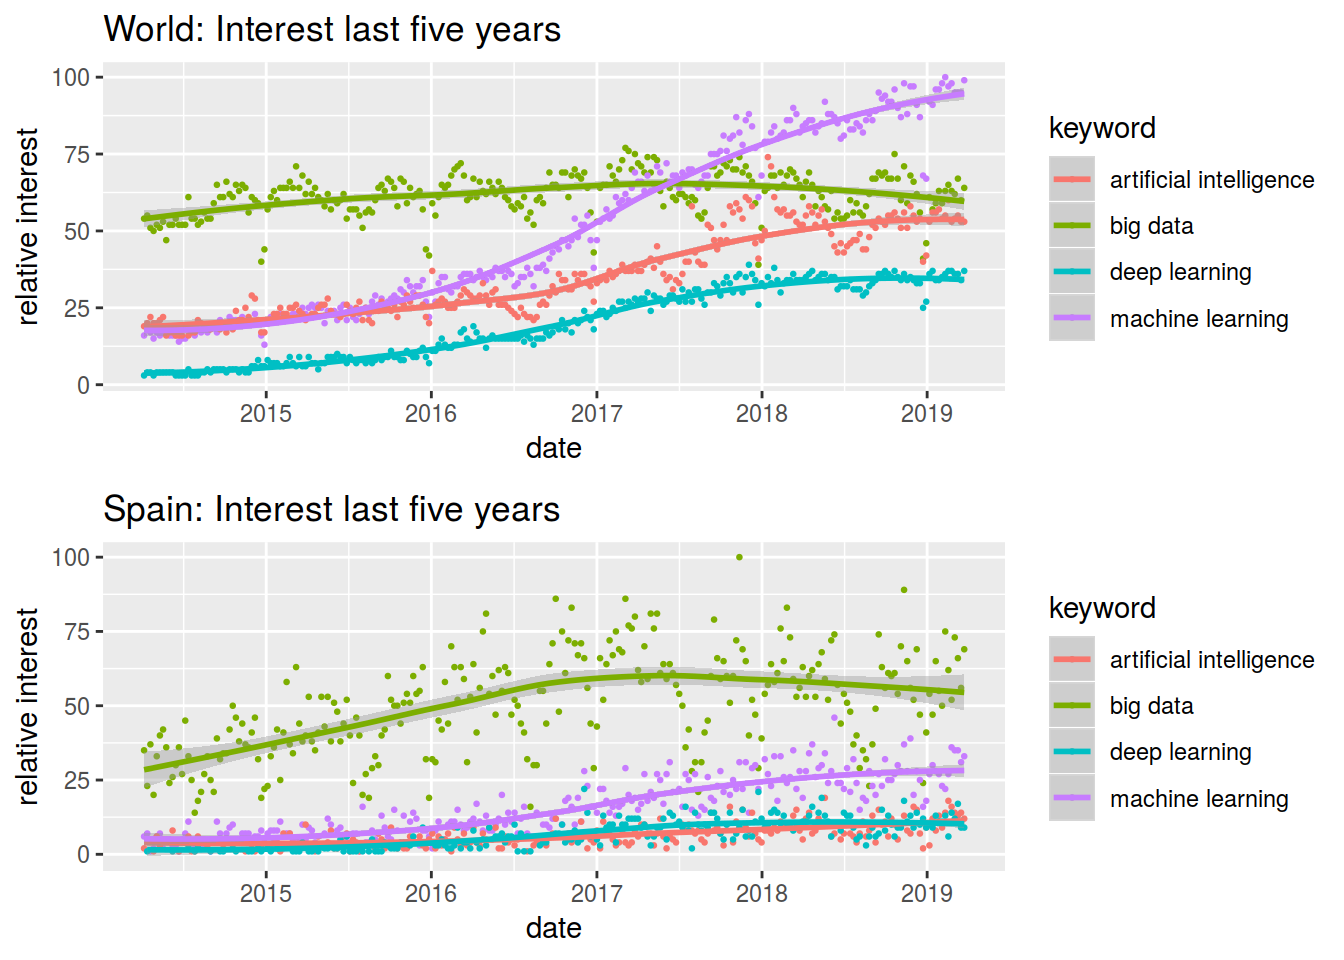 World: Interest last five years
100
75
50
25
0
relative interest
2015 2016 2017 2018 2019
date
keyword
artificial intelligence
big data
deep learning
machine learning
Spain: Interest last five years
100
75
50
25
0
relative interest
2015 2016 2017 2018 2019
date
keyword
artificial intelligence
big data
deep learning
machine learning